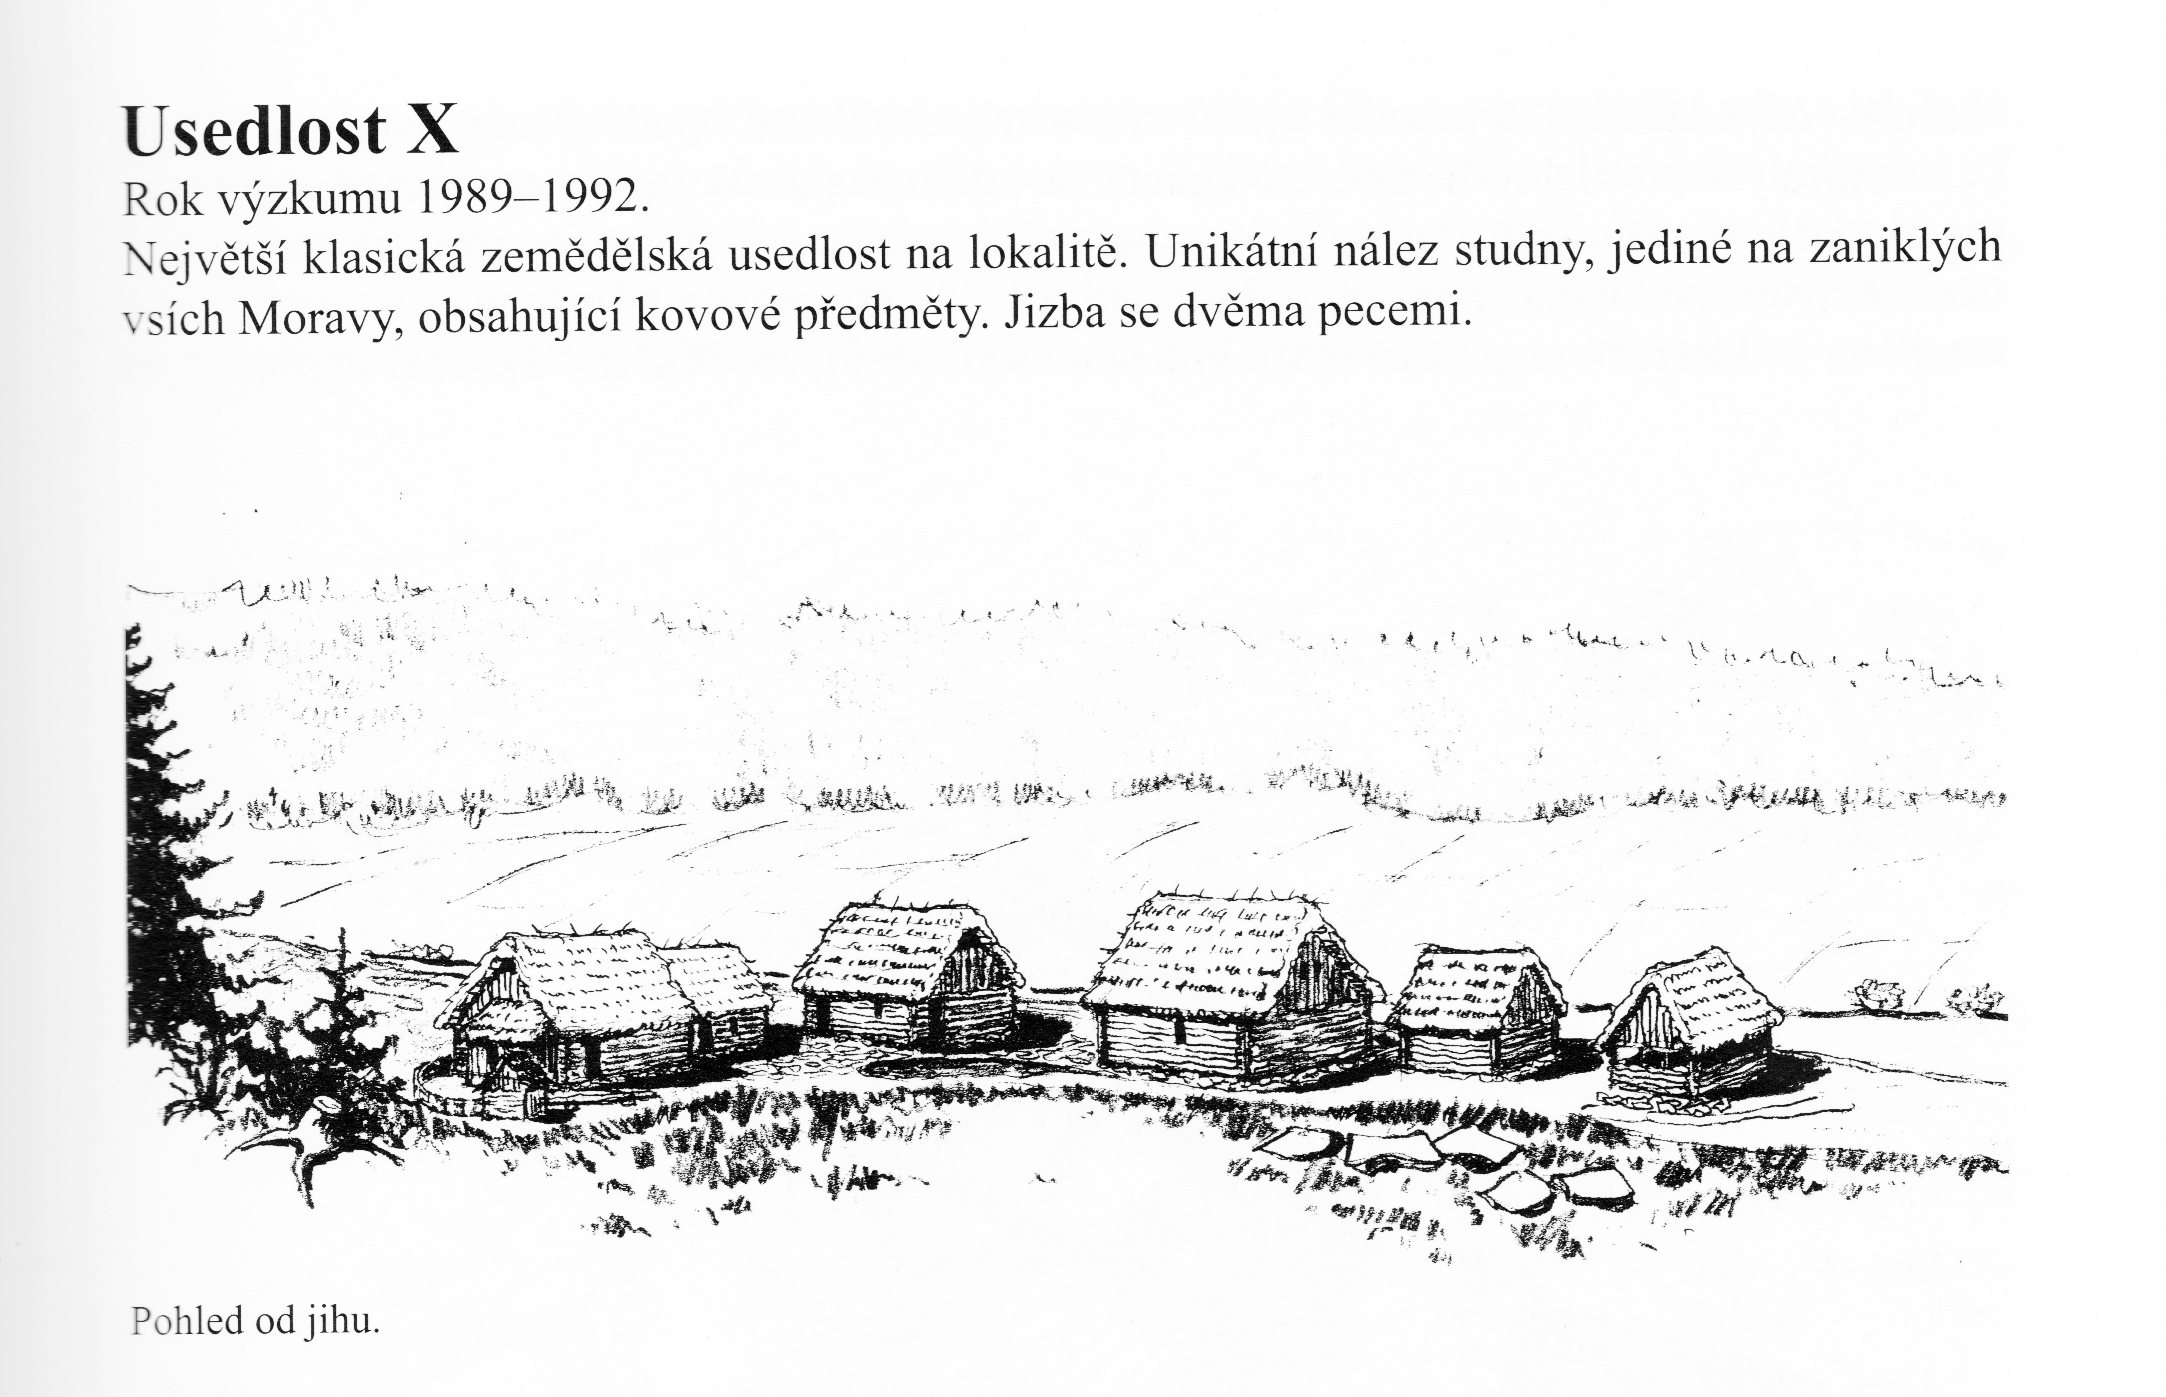 Usedlost X
Rok výzkumu 1989–1992.
Největší klasická zemědělská usedlost na lokalitě. Unikátní nález studny, jediné na zaniklých
vsích Moravy, obsahující kovové předměty. Jizba se dvěma pecemi.
Pohled od jihu.